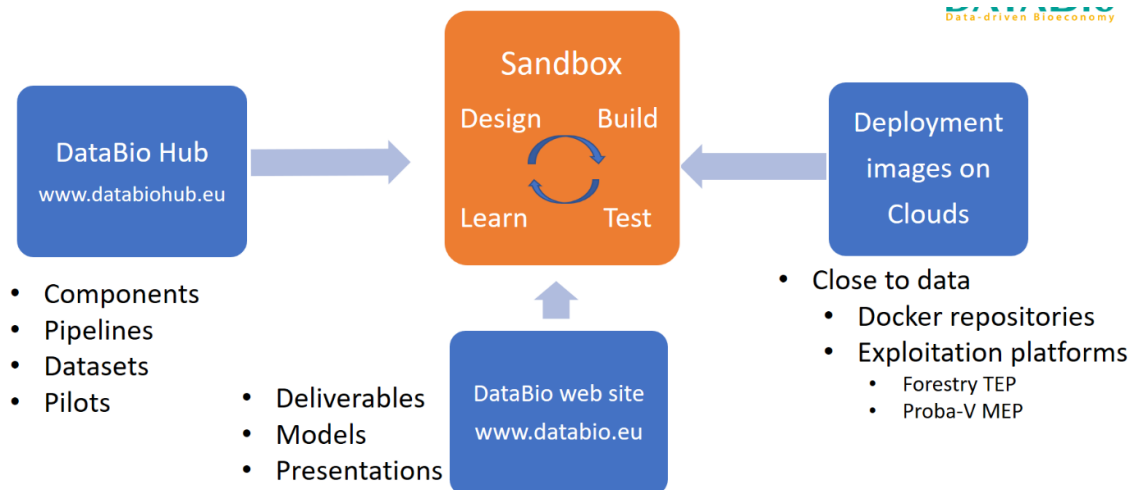 Data-driven Bioeconomy
Sandbox
Design Build
Learn Test
DataBio Hub
www.databiohub.eu
Deployment
images on
Clouds
• Components
• Pipelines
• Datasets
• Pilots
• Close to data
• Docker repositories
• Exploitation platforms
• Forestry TEP
• Proba-V MEP
• Deliverables
• Models
• Presentations
DataBio web site
www.databio.eu